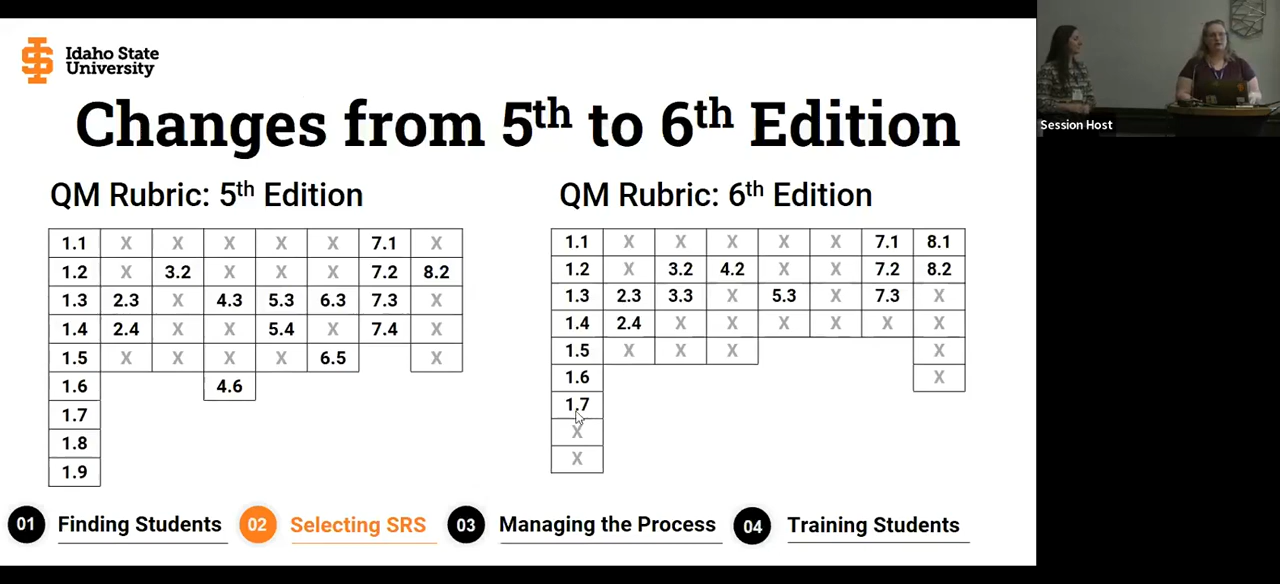 Idaho State
University
Changes from 5th to 6th Edition
QM Rubric: 5th Edition
1.1 X X X X X 7.1 X
1.2 X 3.2 X X X 7.2 8.2
1.3 2.3 X 4.3 5.3 6.3 7.3 X
1.4 2.4 X X 5.4 X 7.4 X
1.5 X X X X 6.5 X
1.6 4.6
1.7
1.8
1.9
QM Rubric: 6th Edition
1.1 X X X X X 7.1 8.1
1.2 X 3.2 4.2 X X 7.2 8.2
1.3 2.3 3.3 X 5.3 X 7.3 X
1.4 2.4 X X X X X X
1.5 X X X X
1.6 X
1.7
X
X
01 Finding Students 02 Selecting SRS 03 Managing the Process 04 Training Students
Session Host